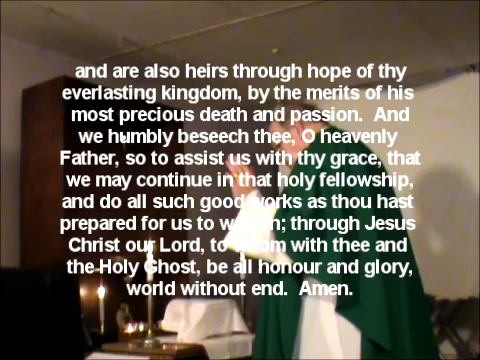 and are also heirs through hope of thy
everlasting kingdom, by the merits of his
most precious death and passion. And
we humbly beseech thee, O heavenly
Father, so to assist us with thy grace, that
we may continue in that holy fellowship,
and do all such good works as thou hast
prepared for us to walk in; through Jesus
Christ our Lord, to whom with thee and
the Holy Ghost, be all honour and glory,
world without end. Amen.